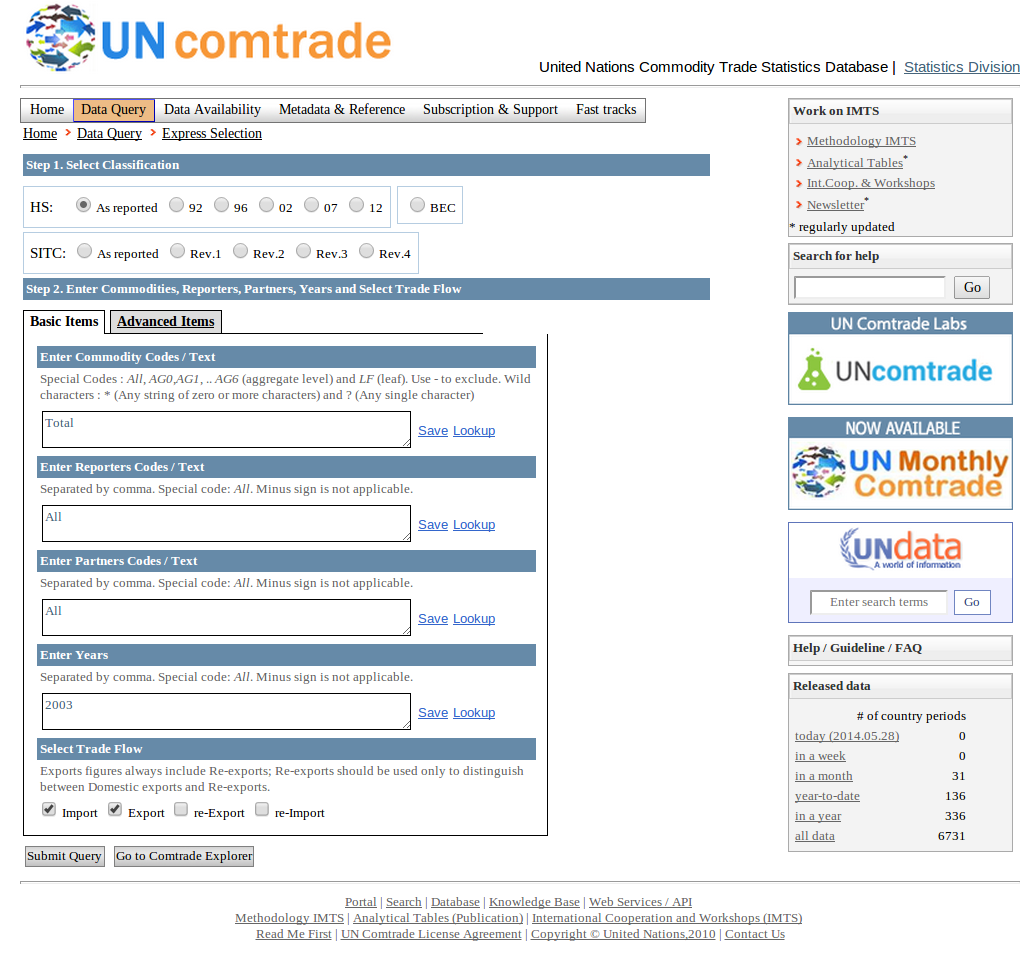 UN comtrade
United Nations Commodity Trade Statistics Database | Statistics Division
Home Data Query Data Availability Metadata & Reference Subscription & Support Fast tracks
Home Data Query Express Selection
Step 1. Select Classification
HS: As reported 92 96 02 07 12 BEC
SITC: As reported Rev.1 Rev.2 Rev.3 Rev.4
Step 2. Enter Commodities, Reporters, Partners, Years and Select Trade Flow
Basic Items Advanced Items
Enter Commodity Codes / Text
Special Codes : All, AG0,AG1, .. AG6 (aggregate level) and LF (leaf). Use - to exclude. Wild
characters : * (Any string of zero or more characters) and ? (Any single character)
Total
Save Lookup
Enter Reporters Codes / Text
Separated by comma. Special code: All. Minus sign is not applicable.
All
Save Lookup
Enter Partners Codes / Text
Separated by comma. Special code: All. Minus sign is not applicable.
All
Save Lookup
Enter Years
Separated by comma. Special code: All. Minus sign is not applicable.
2003
Save Lookup
Select Trade Flow
Exports figures always include Re-exports; Re-exports should be used only to distinguish
between Domestic exports and Re-exports.
Import Export re-Export re-Import
Submit Query Go to Comtrade Explorer
Work on IMTS
Methodology IMTS
Analytical Tables*
Int.Coop. & Workshops
Newsletter*
* regularly updated
Search for help
Go
UN Comtrade Labs
UNcomtrade
NOW AVAILABLE
UN Monthly
Comtrade
UNdata
A world of information
Enter search terms Go
Help / Guideline / FAQ
Released data
# of country periods
today (2014.05.28) 0
in a week 0
in a month 31
year-to-date 136
in a year 336
all data 6731
Portal | Search | Database | Knowledge Base | Web Services / API
Methodology IMTS | Analytical Tables (Publication) | International Cooperation and Workshops (IMTS)
Read Me First | UN Comtrade License Agreement | Copyright © United Nations,2010 | Contact Us